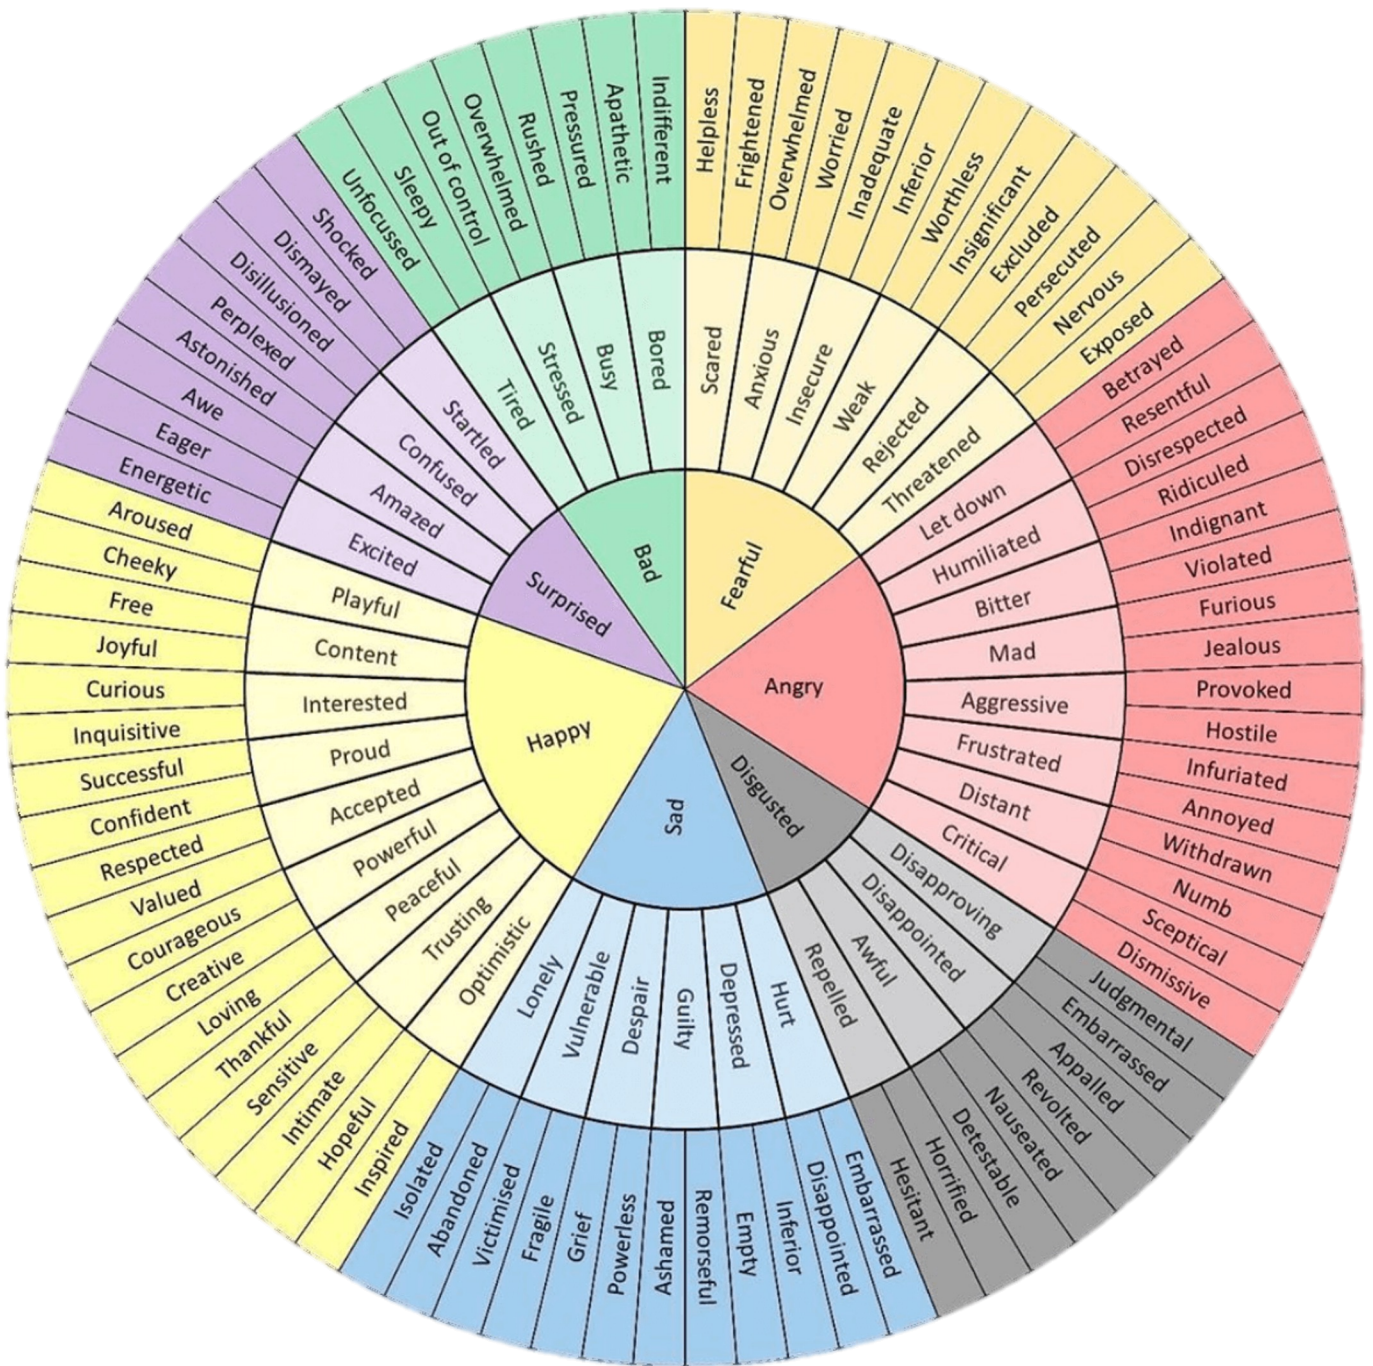 Fearful
Angry
Disgusted
Sad
Happy
Surprised
Bad
Scared
Anxious
Insecure
Weak
Rejected
Threatened
Let down
Humiliated
Bitter
Mad
Aggressive
Frustrated
Distant
Critical
Disapproving
Disappointed
Awful
Repelled
Hurt
Depressed
Guilty
Despair
Vulnerable
Lonely
Optimistic
Trusting
Peaceful
Powerful
Accepted
Proud
Interested
Content
Playful
Excited
Amazed
Confused
Startled
Tired
Stressed
Busy
Bored
Helpless
Frightened
Overwhelmed
Worried
Inadequate
Inferior
Worthless
Insignificant
Excluded
Persecuted
Nervous
Exposed
Betrayed
Resentful
Disrespected
Ridiculed
Indignant
Violated
Furious
Jealous
Provoked
Hostile
Infuriated
Annoyed
Withdrawn
Numb
Sceptical
Dismissive
Judgmental
Embarrassed
Appalled
Revolted
Nauseated
Detestable
Horrified
Hesitant
Embarrassed
Disappointed
Inferior
Empty
Remorseful
Ashamed
Powerless
Grief
Fragile
Victimised
Abandoned
Isolated
Inspired
Hopeful
Intimate
Sensitive
Thankful
Loving
Creative
Courageous
Valued
Respected
Confident
Successful
Inquisitive
Curious
Joyful
Free
Cheeky
Aroused
Energetic
Eager
Awe
Astonished
Perplexed
Disillusioned
Dismayed
Shocked
Unfocussed
Sleepy
Out of control
Overwhelmed
Rushed
Pressured
Apathetic
Indifferent